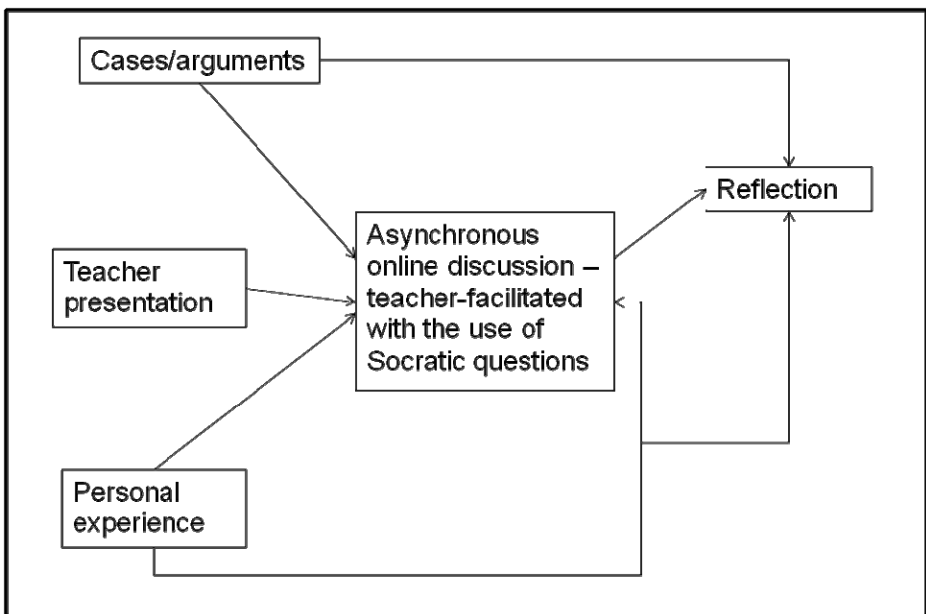 Cases/arguments
Reflection
Asynchronous
online discussion –
teacher-facilitated
with the use of
Socratic questions
Teacher
presentation
Personal
experience